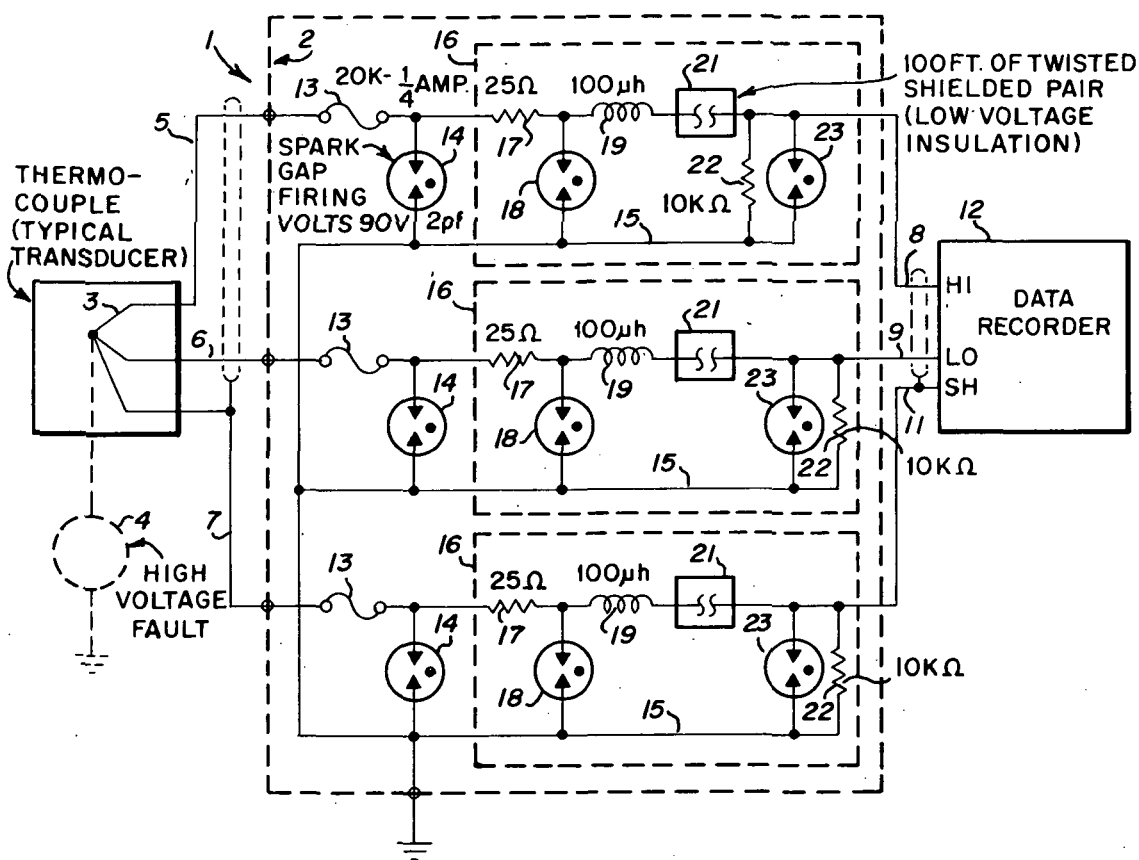 1
2
16
13
20K-1/4 AMP.
25Ω
17
100µh
19
21
100FT. OF TWISTED
SHIELDED PAIR
(LOW VOLTAGE
INSULATION)
5
14
SPARK
GAP
FIRING
VOLTS 90V
2pf
18
22
10KΩ
23
15
THERMO-
COUPLE
(TYPICAL
TRANSDUCER)
12
8
HI
DATA
RECORDER
3
6
13
14
16
25Ω
17
100µh
19
21
18
23
22
10KΩ
15
9
LO
SH
11
4
HIGH
VOLTAGE
FAULT
7
13
14
16
25Ω
17
100µh
19
21
18
23
22
10KΩ
15